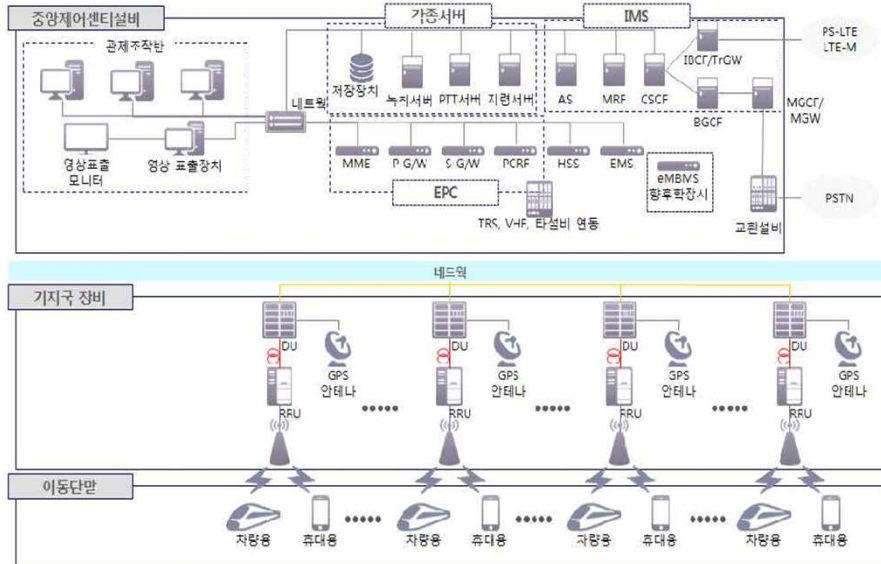 중앙제어센터설비
각종서버
IMS
관제조작반
네트웍
저장장치
녹취서버
PTT서버
지령서버
AS
MRF
CSCF
IBCF/TrGW
BGCF
MGCF/
MGW
PS-LTE
LTE-M
영상표출
모니터
영상 표출장치
MME
P G/W
S G/W
PCRF
HSS
EMS
EPC
eMBMS
향후확장시
TRS, VHF, 타설비 연동
교환설비
PSTN
네트웍
기지국 장비
DU
DU
DU
DU
GPS
안테나
GPS
안테나
GPS
안테나
GPS
안테나
RRU
RRU
RRU
RRU
이동단말
차량용
휴대용
차량용
휴대용
차량용
휴대용
차량용
휴대용